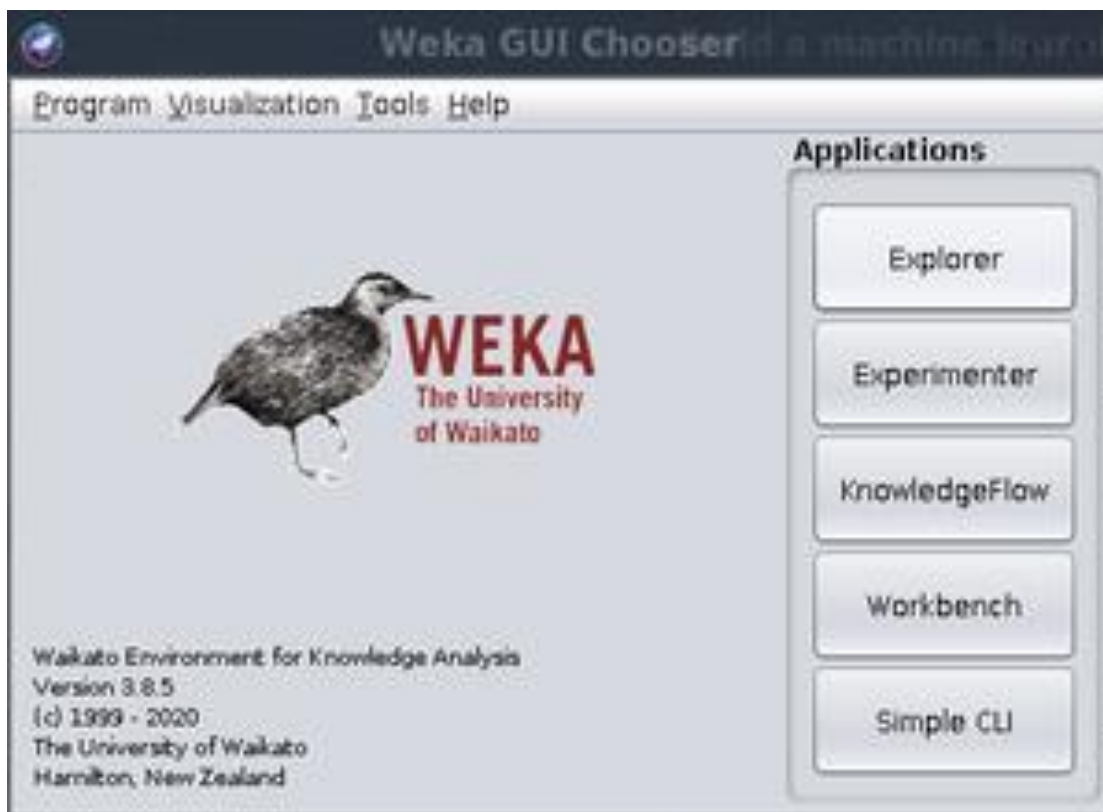 Weka GUI Chooser
Program Visualization Tools Help
Applications
Explorer
Experimenter
KnowledgeFlow
Workbench
Simple CLI
WEKA
The University
of Waikato
Waikato Environment for Knowledge Analysis
Version 3.8.5
(c) 1999 - 2020
The University of Waikato
Hamilton, New Zealand